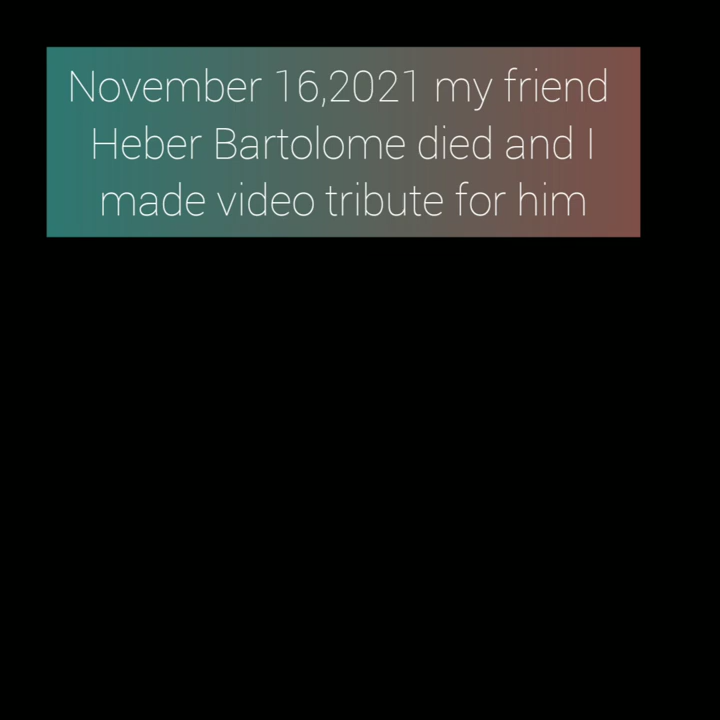 November 16,2021 my friend
Heber Bartolome died and I
made video tribute for him